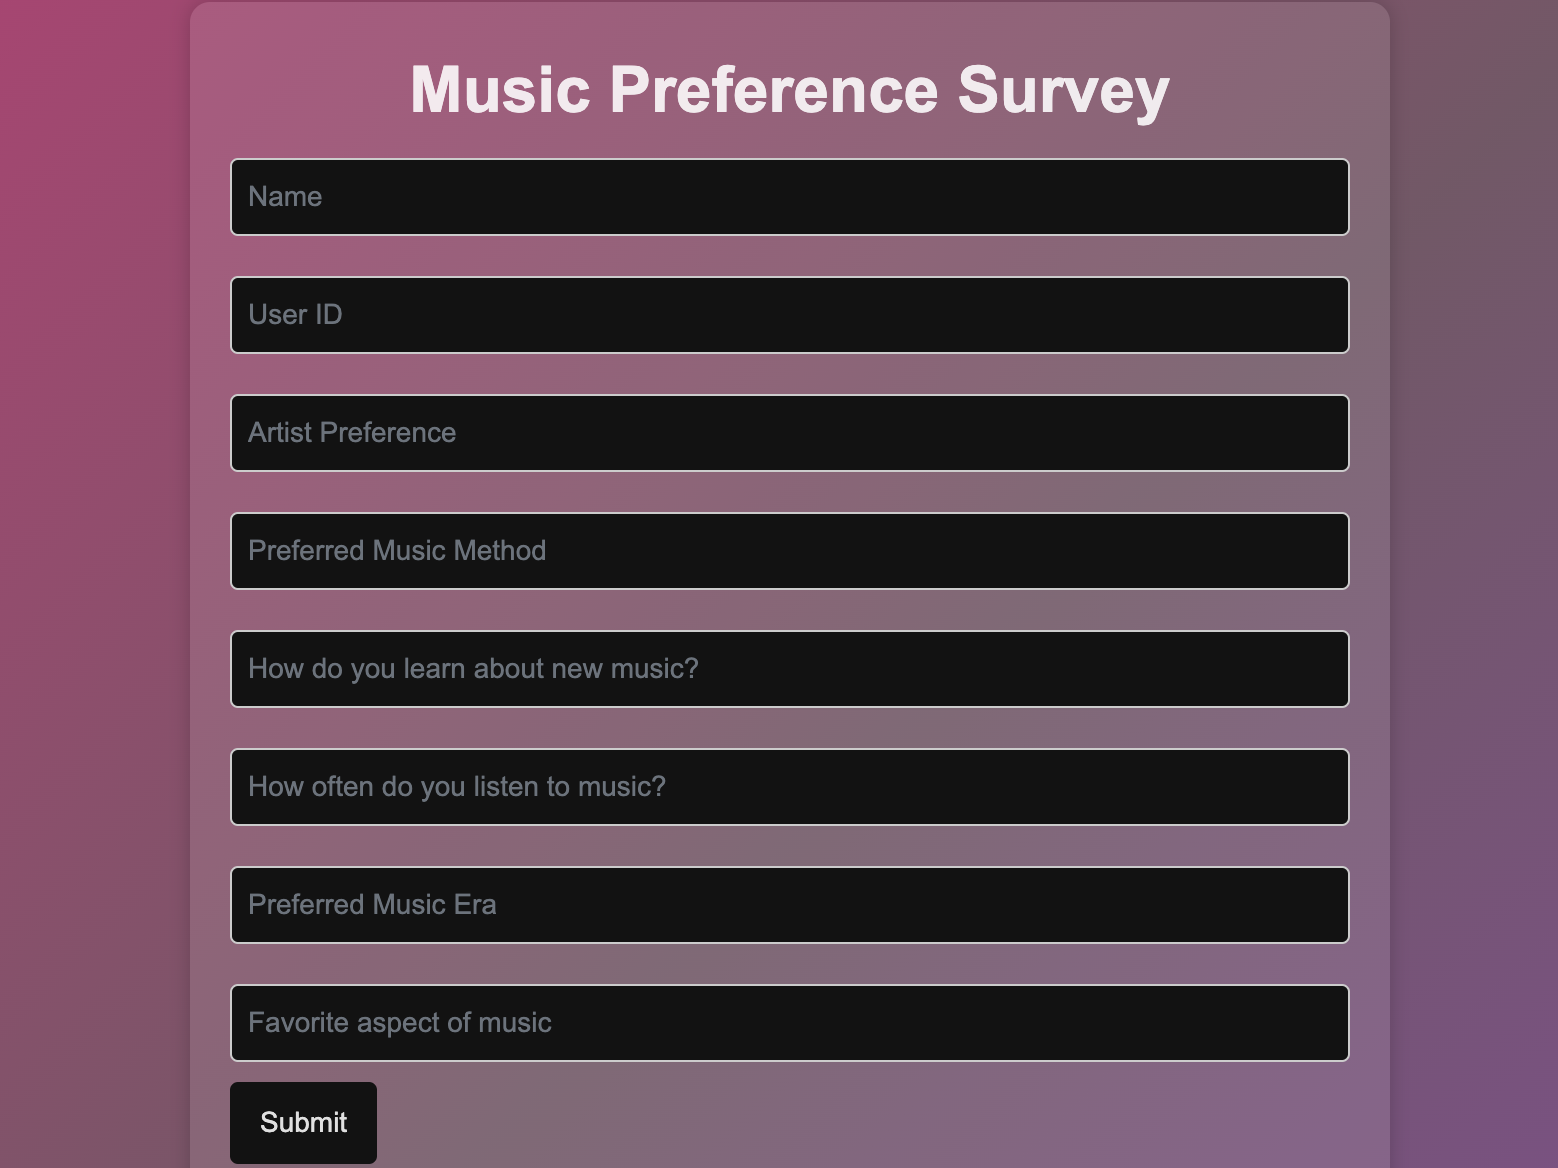 Music Preference Survey
Name
User ID
Artist Preference
Preferred Music Method
How do you learn about new music?
How often do you listen to music?
Preferred Music Era
Favorite aspect of music
Submit